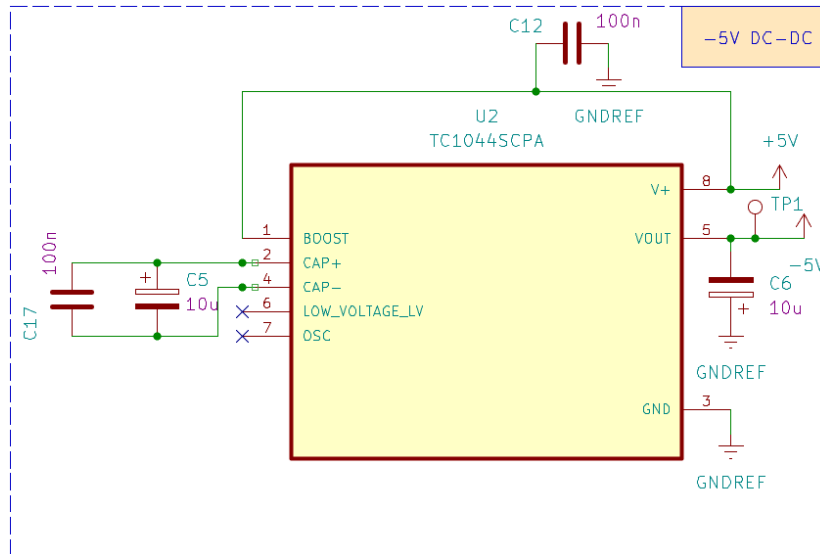 C12
100n
-5V DC-DC
GNDREF
U2
TC1044SCPA
+5V
V+
8
TP1
1
BOOST
VOUT
5
100n
2
CAP+
-5V
+
C5
10u
4
CAP-
C6
10u
+
C17
6
LOW_VOLTAGE_LV
7
OSC
GNDREF
GND
3
GNDREF